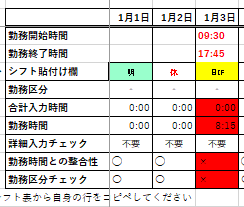 1月1日 1月2日 1月3日
勤務開始時間 09:30
勤務終了時間 17:45
シフト貼付け欄 明 休 日CF
勤務区分 - - -
合計入力時間 0:00 0:00 0:00
勤務時間 0:00 0:00 8:15
詳細入力チェック 不要 不要 不要
勤務時間との整合性 〇 〇 ×
勤務区分チェック 〇 〇 ×
フト表から自身の行をコピペしてください